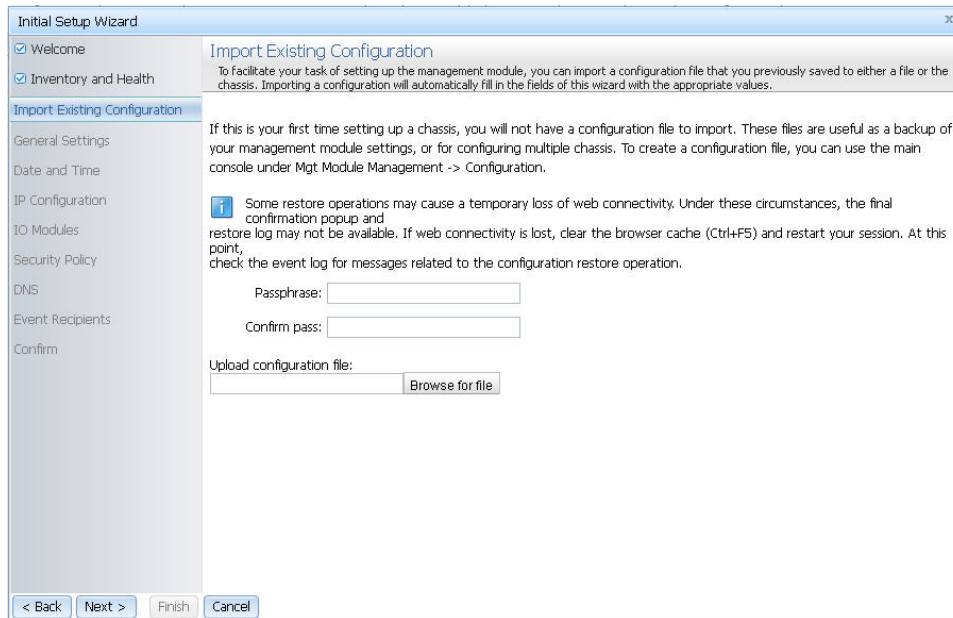 Initial Setup Wizard
x
Welcome
Inventory and Health
Import Existing Configuration
General Settings
Date and Time
IP Configuration
IO Modules
Security Policy
DNS
Event Recipients
Confirm
Import Existing Configuration
To facilitate your task of setting up the management module, you can import a configuration file that you previously saved to either a file or the
chassis. Importing a configuration will automatically fill in the fields of this wizard with the appropriate values.
If this is your first time setting up a chassis, you will not have a configuration file to import. These files are useful as a backup of
your management module settings, or for configuring multiple chassis. To create a configuration file, you can use the main
console under Mgt Module Management -> Configuration.
Some restore operations may cause a temporary loss of web connectivity. Under these circumstances, the final
confirmation popup and
restore log may not be available. If web connectivity is lost, clear the browser cache (Ctrl+F5) and restart your session. At this
point,
check the event log for messages related to the configuration restore operation.
Passphrase:
Confirm pass:
Upload configuration file:
Browse for file
< Back Next > Finish Cancel